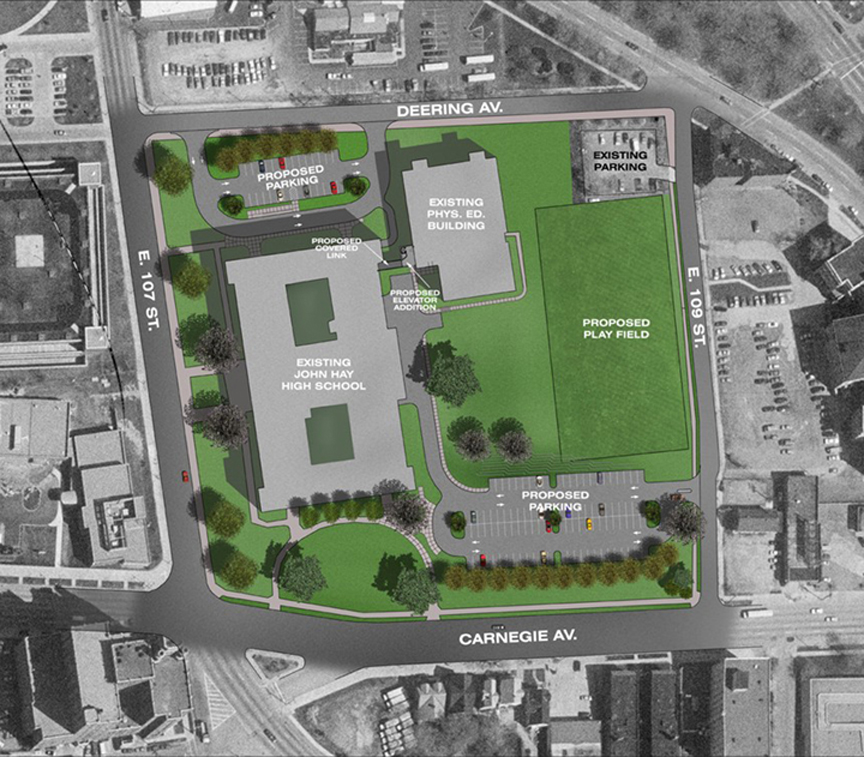 DEERING AV.
PROPOSED
PARKING
EXISTING
PARKING
EXISTING
PHYS. ED.
BUILDING
PROPOSED
COVERED
LINK
E. 107 ST.
E. 109 ST.
PROPOSED
ELEVATOR
ADDITION
PROPOSED
PLAY FIELD
EXISTING
JOHN HAY
HIGH SCHOOL
PROPOSED
PARKING
CARNEGIE AV.